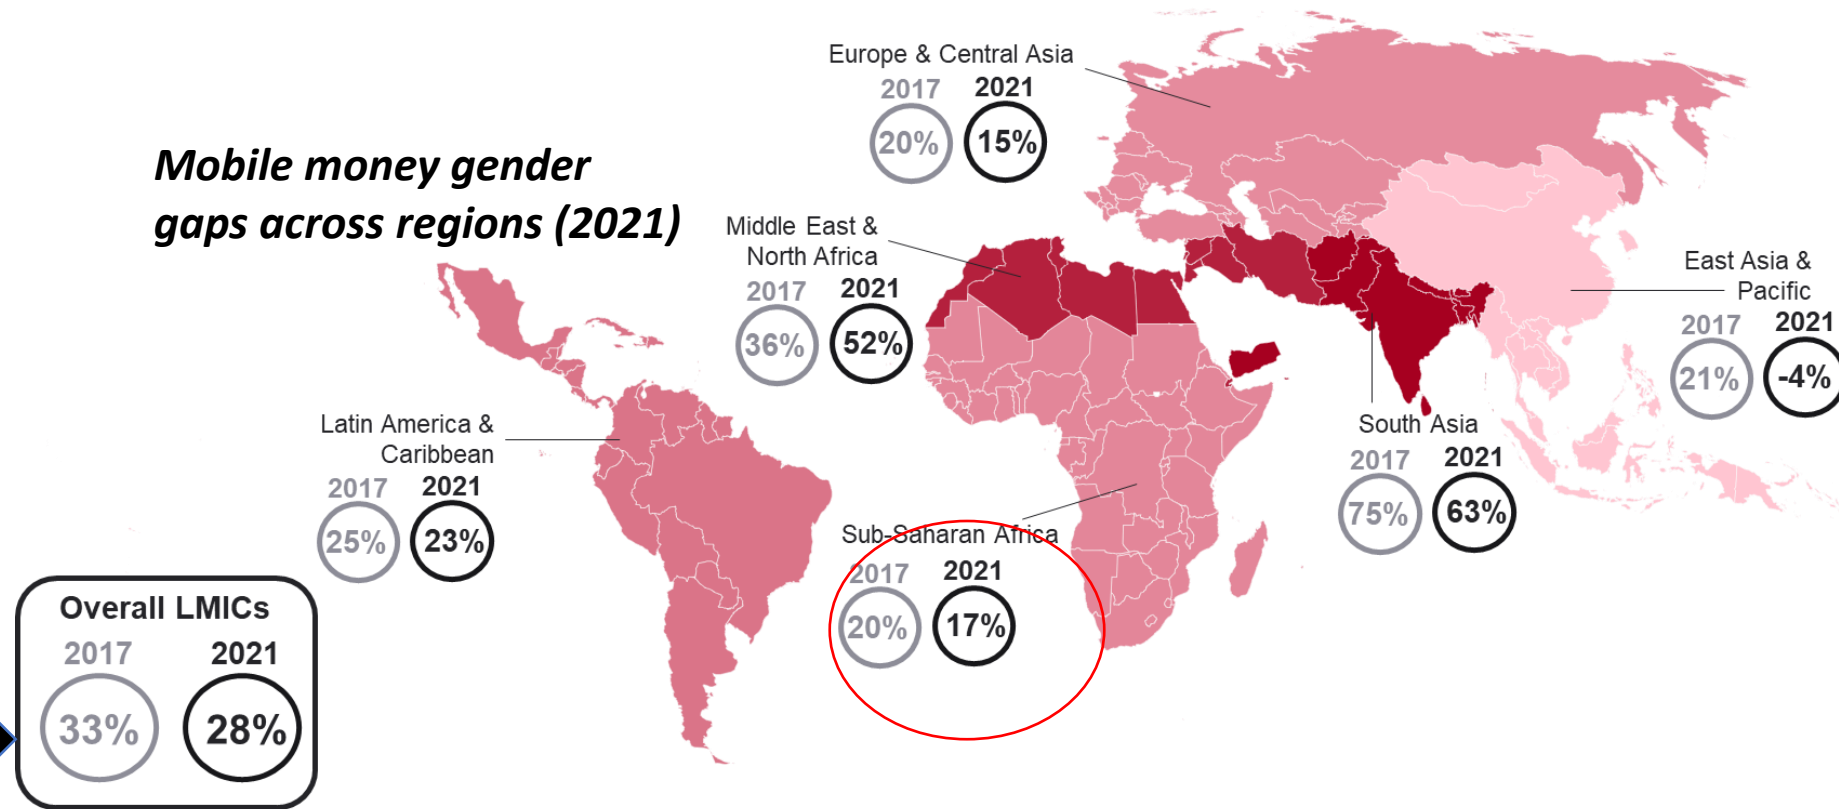 Mobile money gender
gaps across regions (2021)
Europe & Central Asia
2017 2021
20% 15%
Middle East &
North Africa
2017 2021
36% 52%
East Asia &
Pacific
2017 2021
21% -4%
Latin America &
Caribbean
2017 2021
25% 23%
South Asia
2017 2021
75% 63%
Sub-Saharan Africa
2017 2021
20% 17%
Overall LMICs
2017 2021
33% 28%